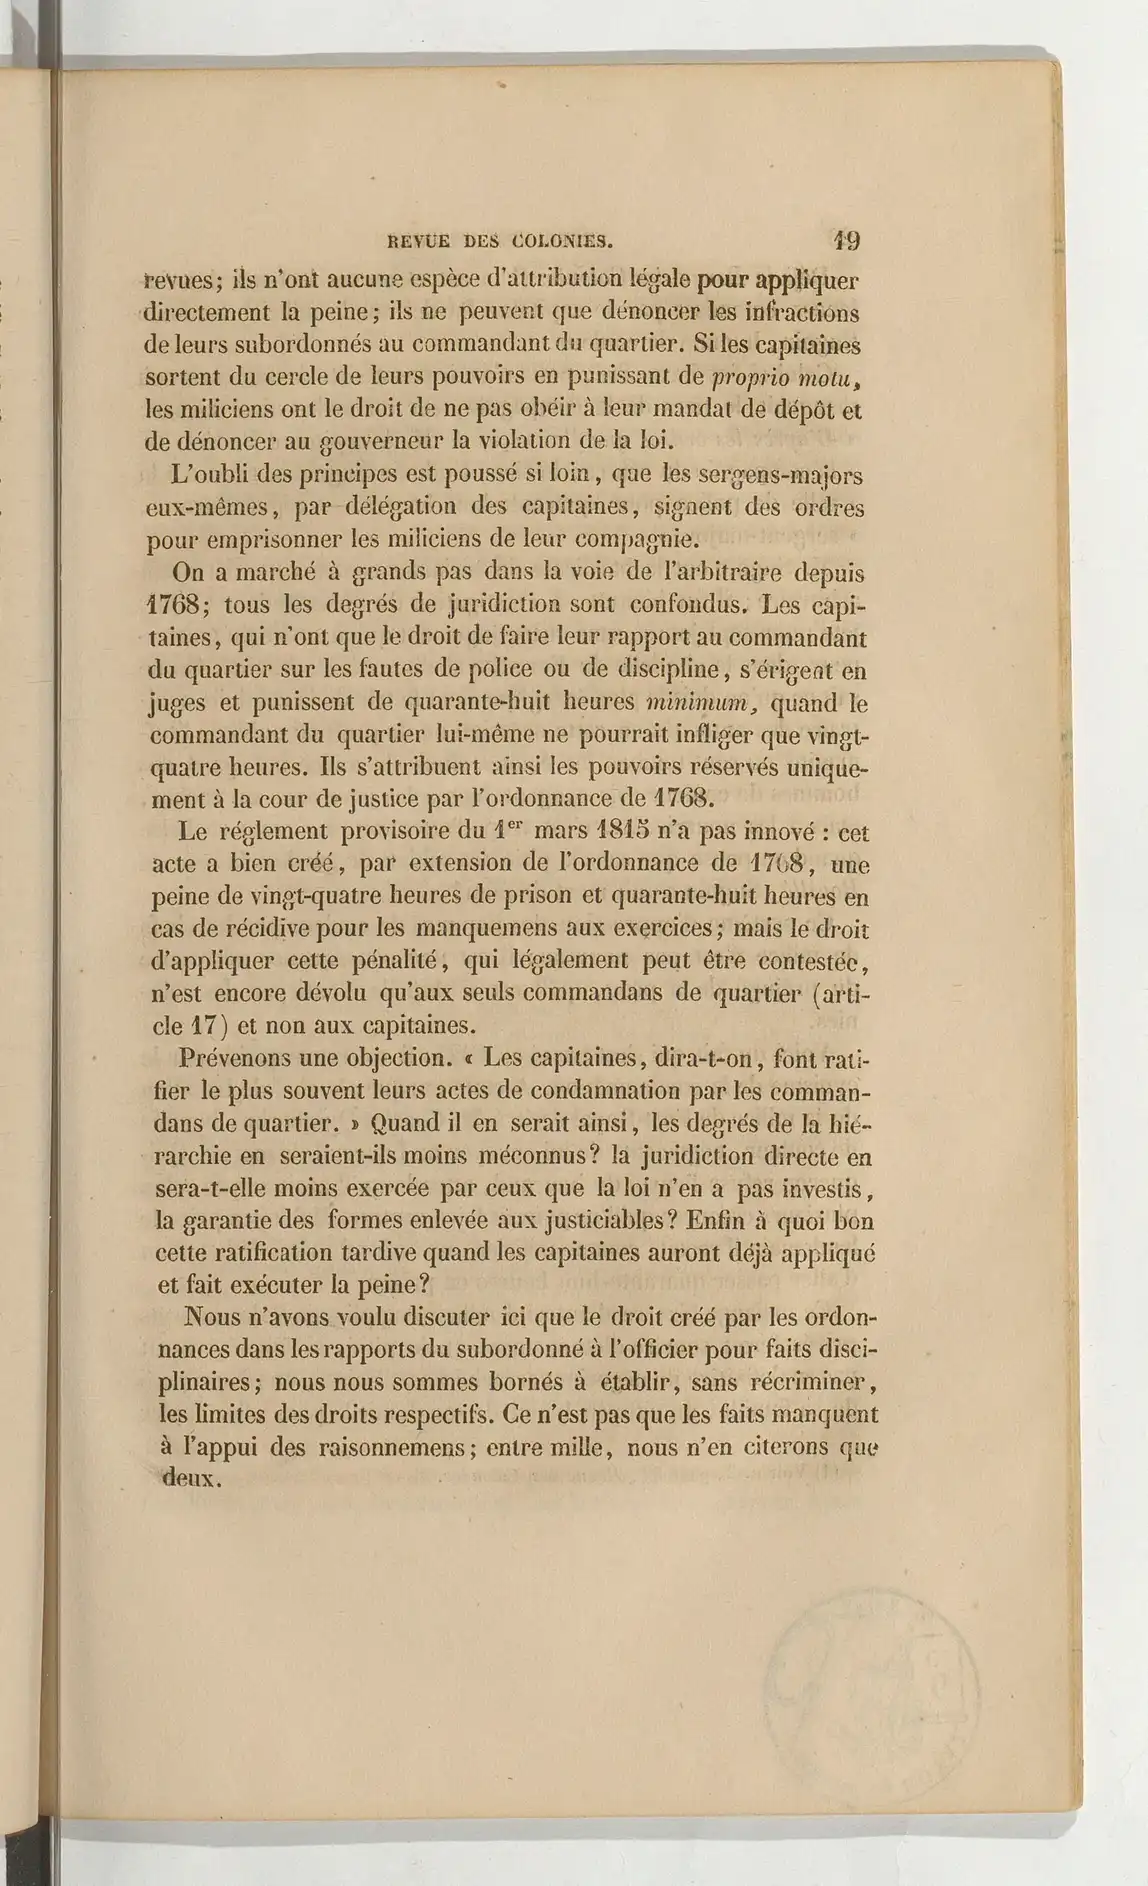 REVUE DES COLONIES. 19
revues; ils n'ont aucune espèce d'attribution légale pour appliquer
directement la peine; ils ne peuvent que dénoncer les infractions
de leurs subordonnés au commandant du quartier. Si les capitaines
sortent du cercle de leurs pouvoirs en punissant de proprio motu,
les miliciens ont le droit de ne pas obéir à leur mandat de dépôt et
de dénoncer au gouverneur la violation de la loi.
L'oubli des principes est poussé si loin, que les sergens-majors
eux-mêmes, par délégation des capitaines, signent des ordres
pour emprisonner les miliciens de leur compagnie.
On a marché à grands pas dans la voie de l'arbitraire depuis
1768; tous les degrés de juridiction sont confondus. Les capi-
taines, qui n'ont que le droit de faire leur rapport au commandant
du quartier sur les fautes de police ou de discipline, s'érigent en
juges et punissent de quarante-huit heures minimum, quand le
commandant du quartier lui-même ne pourrait infliger que vingt-
quatre heures. Ils s'attribuent ainsi les pouvoirs réservés unique-
ment à la cour de justice par l'ordonnance de 1768.
Le réglement provisoire du 1er mars 1815 n'a pas innové : cet
acte a bien créé, par extension de l'ordonnance de 1768, une
peine de vingt-quatre heures de prison et quarante-huit heures en
cas de récidive pour les manquemens aux exercices; mais le droit
d'appliquer cette pénalité, qui légalement peut être contestée,
n'est encore dévolu qu'aux seuls commandans de quartier (arti-
cle 17) et non aux capitaines.
Prévenons une objection. « Les capitaines, dira-t-on, font rati-
fier le plus souvent leurs actes de condamnation par les comman-
dans de quartier. » Quand il en serait ainsi, les degrés de la hié-
rarchie en seraient-ils moins méconnus? la juridiction directe en
sera-t-elle moins exercée par ceux que la loi n'en a pas investis,
la garantie des formes enlevée aux justiciables? Enfin à quoi bon
cette ratification tardive quand les capitaines auront déjà appliqué
et fait exécuter la peine?
Nous n'avons voulu discuter ici que le droit créé par les ordon-
nances dans les rapports du subordonné à l'officier pour faits disci-
plinaires; nous nous sommes bornés à établir, sans récriminer,
les limites des droits respectifs. Ce n'est pas que les faits manquent
à l'appui des raisonnemens; entre mille, nous n'en citerons que
deux.